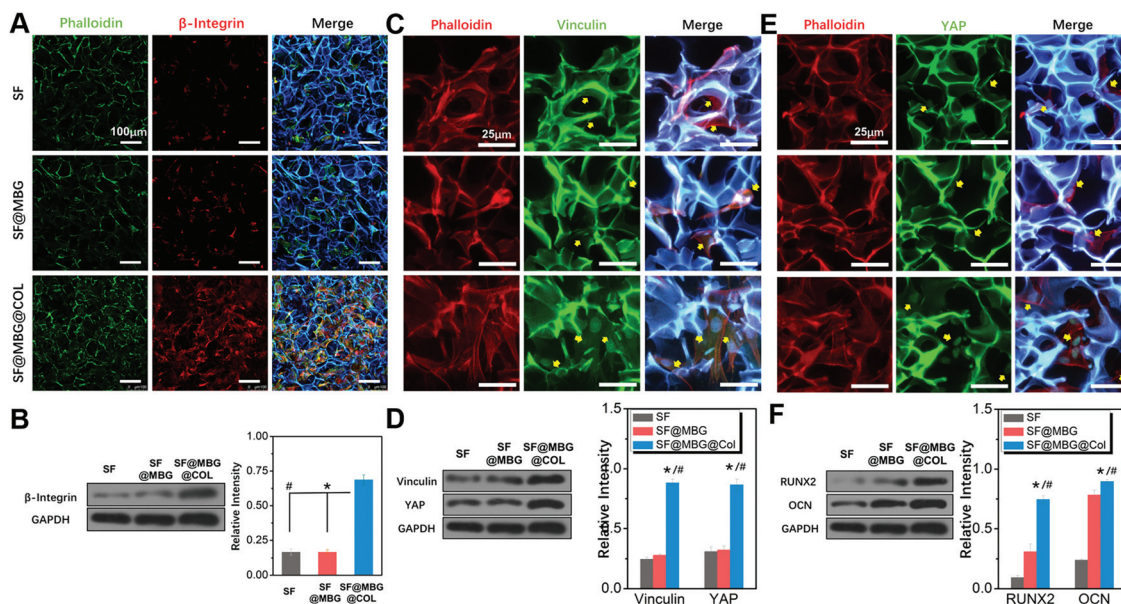 A
Phalloidin β-Integrin Merge
SF
100μm
SF@MBG
SF@MBG@COL
C
Phalloidin Vinculin Merge
25μm
E
Phalloidin YAP Merge
25μm
B
SF SF @MBG SF@MBG @COL
β-Integrin
GAPDH
Relative Intensity
1.00
0.75
0.50
0.25
0.00
# *
SF SF @MBG SF@MBG @COL
D
SF SF @MBG SF@MBG @COL
Vinculin
YAP
GAPDH
Relative Intensity
1.5
SF
SF@MBG
SF@MBG@Col
*/# */#
0.5
0.0
Vinculin YAP
F
SF SF @MBG SF@MBG @COL
RUNX2
OCN
GAPDH
Relative Intensity
1.5
SF
SF@MBG
SF@MBG@Col
*/# */#
0.5
0.0
RUNX2 OCN